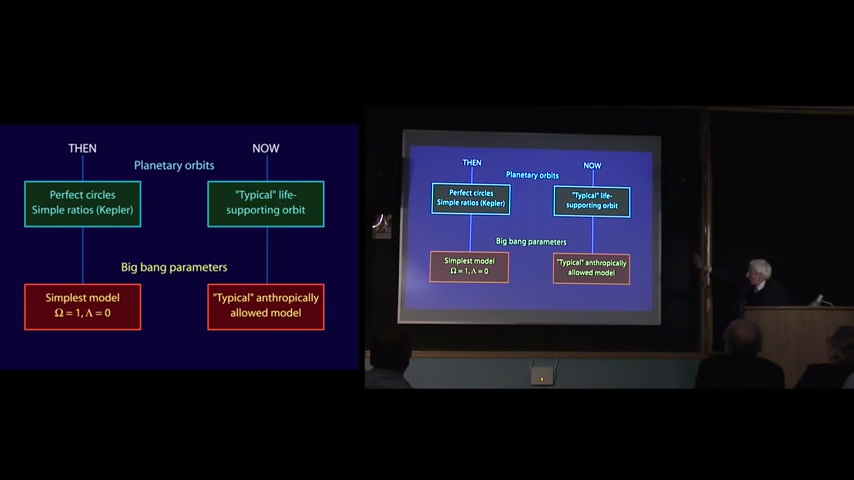 THEN
NOW
Planetary orbits
Perfect circles
Simple ratios (Kepler)
"Typical" life-
supporting orbit
Big bang parameters
Simplest model
Ω = 1, Λ = 0
"Typical" anthropically
allowed model
THEN
NOW
Planetary orbits
Perfect circles
Simple ratios (Kepler)
"Typical" life-
supporting orbit
Big bang parameters
Simplest model
Ω = 1, Λ = 0
"Typical" anthropically
allowed model